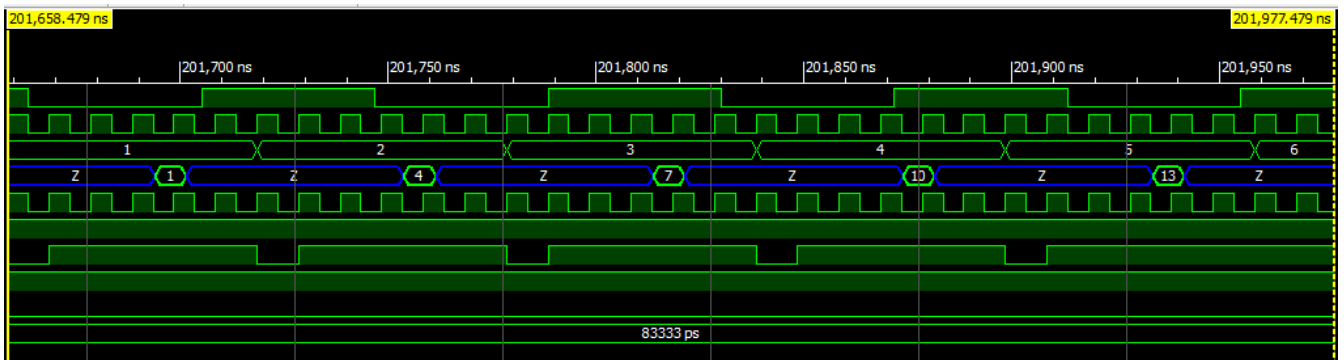 201,658.479 ns 201,977.479 ns
201,700 ns 201,750 ns 201,800 ns 201,850 ns 201,900 ns 201,950 ns
1 2 3 4 5 6
Z 1 Z 4 Z 7 Z 10 Z 13 Z
83333 ps